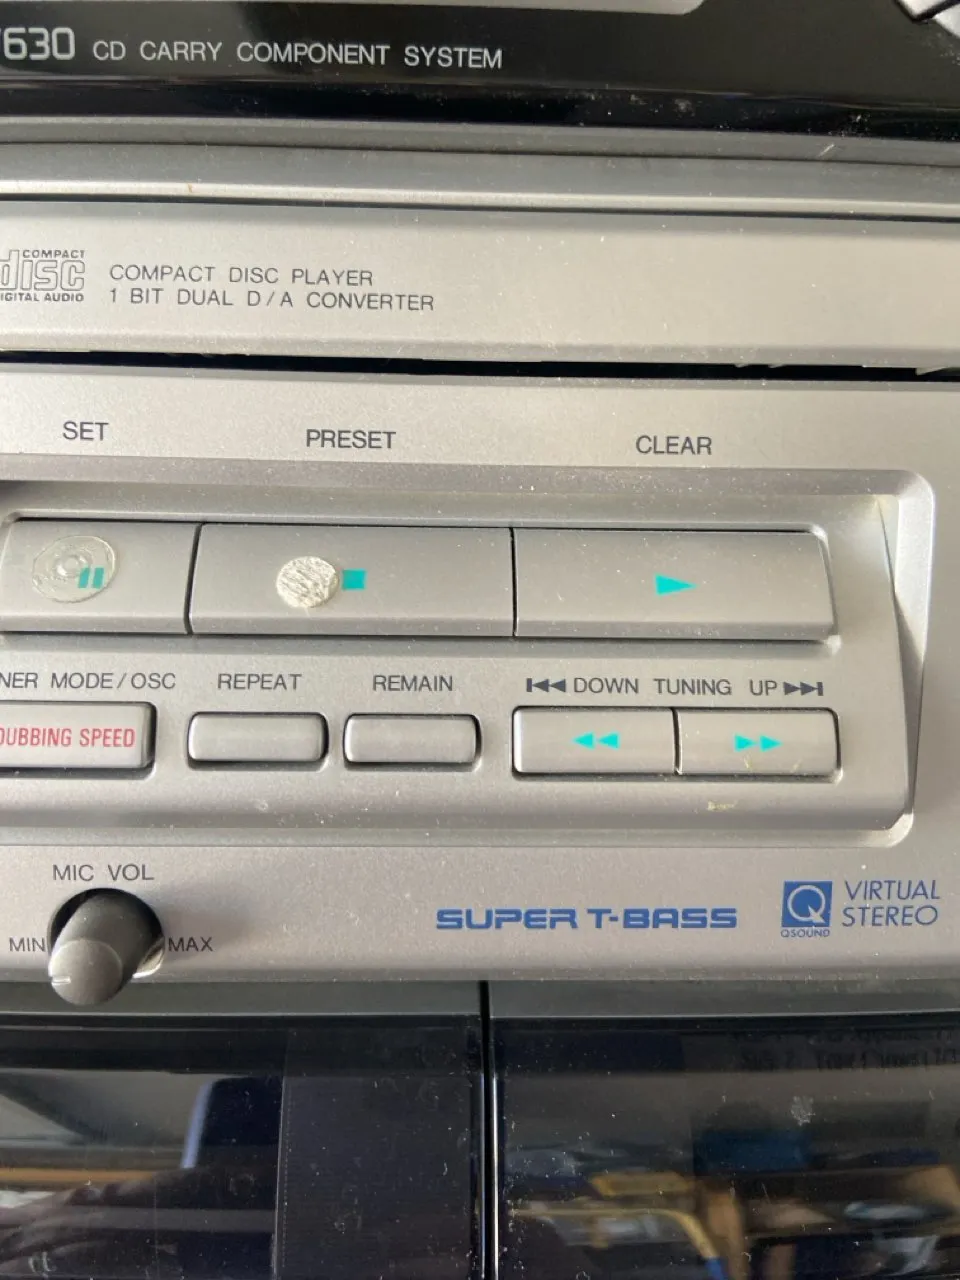 630 CD CARRY COMPONENT SYSTEM
COMPACT
disc
DIGITAL AUDIO
COMPACT DISC PLAYER
1 BIT DUAL D/A CONVERTER
SET PRESET CLEAR
NER MODE/OSC REPEAT REMAIN DOWN TUNING UP
DUBBING SPEED
MIC VOL
MIN MAX
SUPER T-BASS
Q
QSOUND
VIRTUAL
STEREO